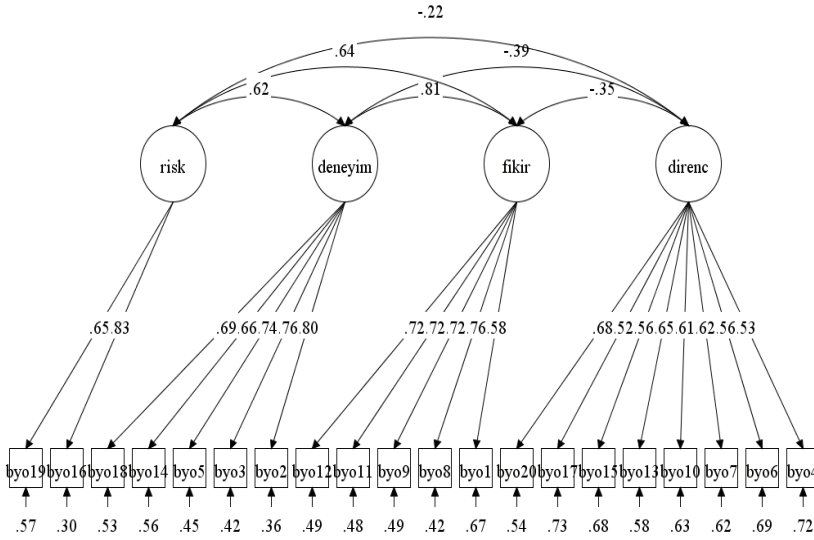 -.22
.64 -.39
.62 .81 -.35
risk deneyim fikir direnc
.65 .83 .69 .66 .74 .76 .80 .72 .72 .72 .76 .58 .68 .52 .56 .65 .61 .62 .56 .53
byo19 byo16 byo18 byo14 byo5 byo3 byo2 byo12 byo11 byo9 byo8 byo1 byo20 byo17 byo15 byo13 byo10 byo7 byo6 byo4
.57 .30 .53 .56 .45 .42 .36 .49 .48 .49 .42 .67 .54 .73 .68 .58 .63 .62 .69 .72